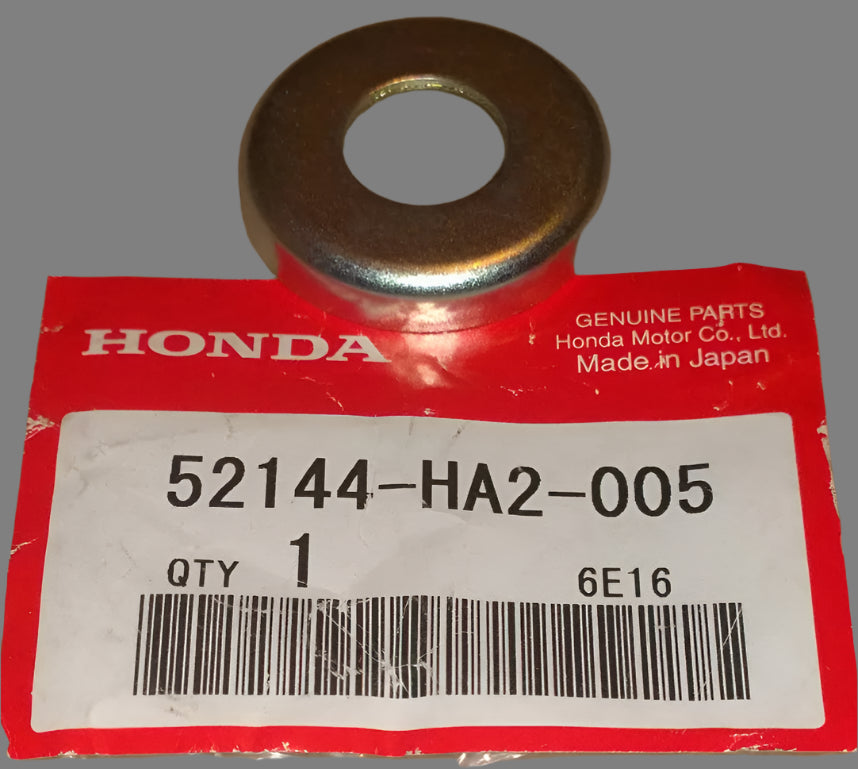 HONDA
GENUINE PARTS
Honda Motor Co., Ltd.
Made in Japan
52144-HA2-005
QTY 1 6E16